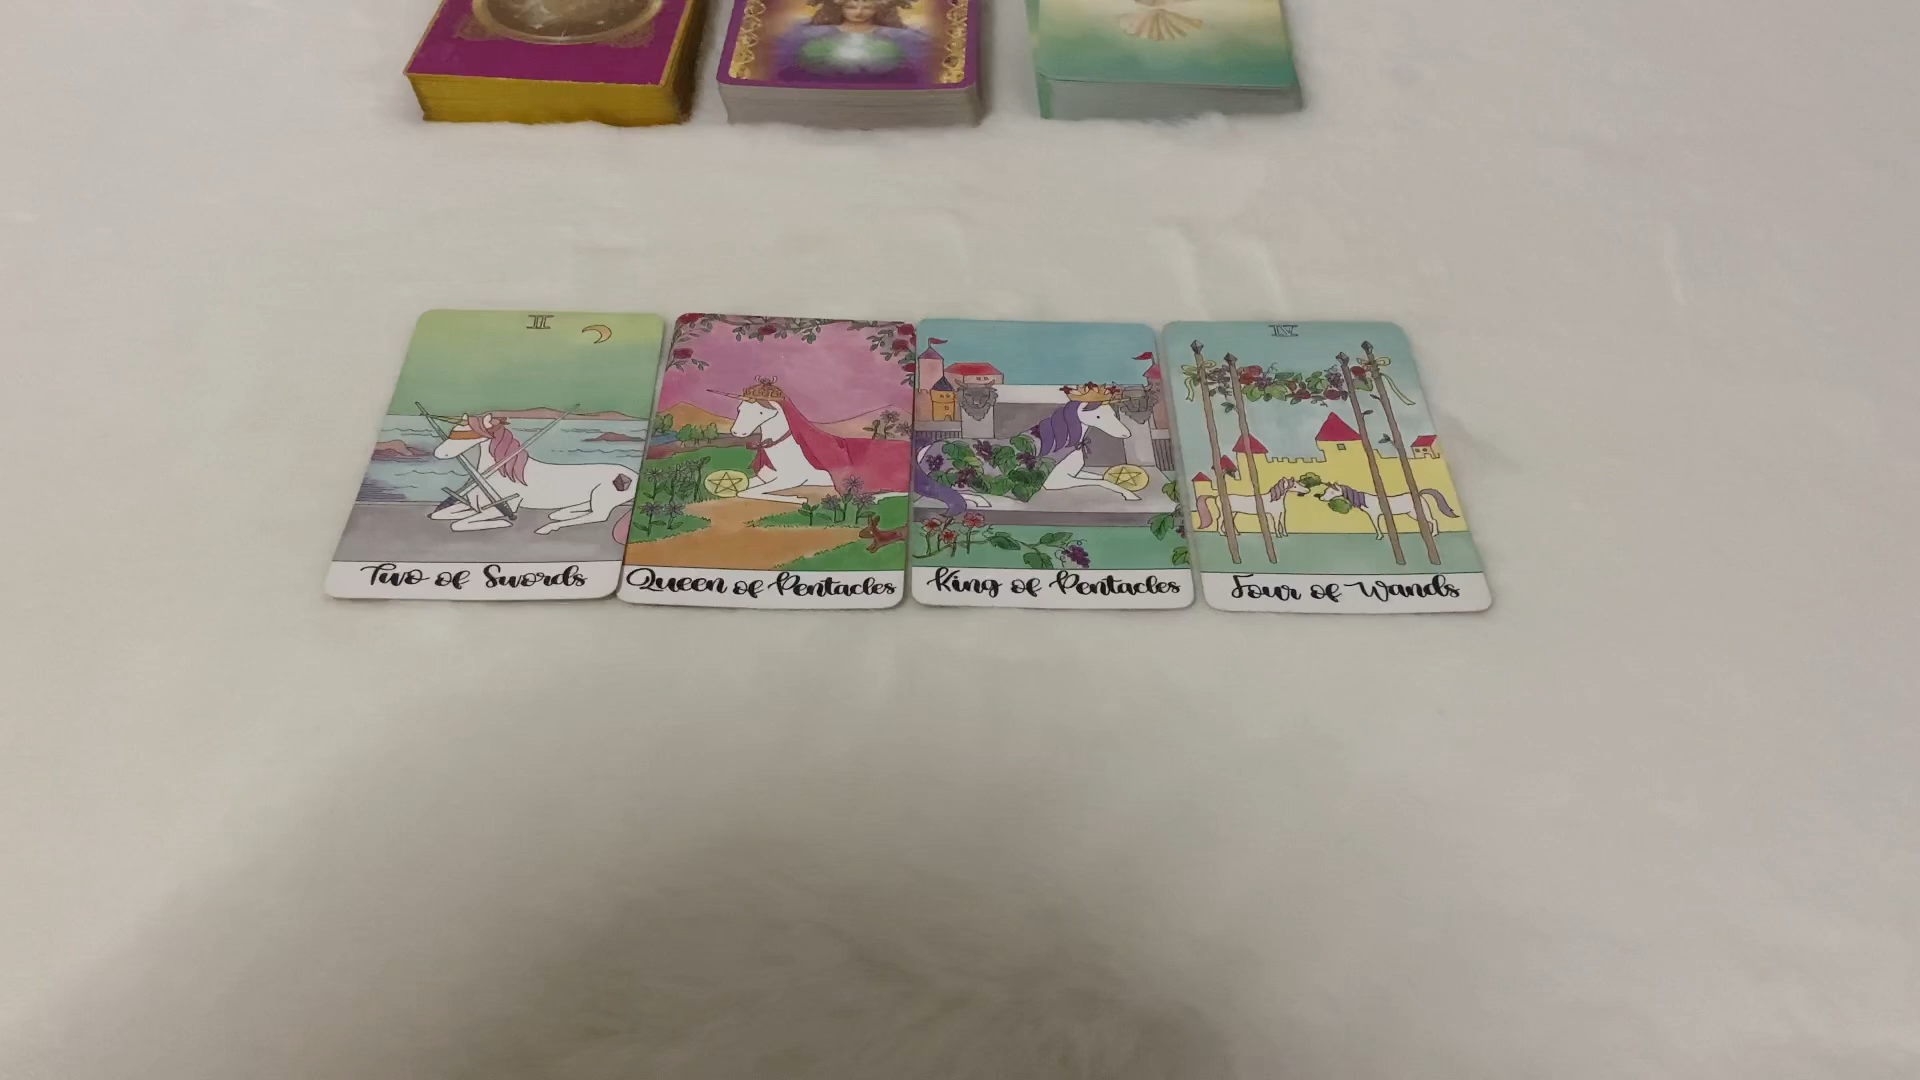 II
IV
Two of Swords
Queen of Pentacles
King of Pentacles
Four of Wands